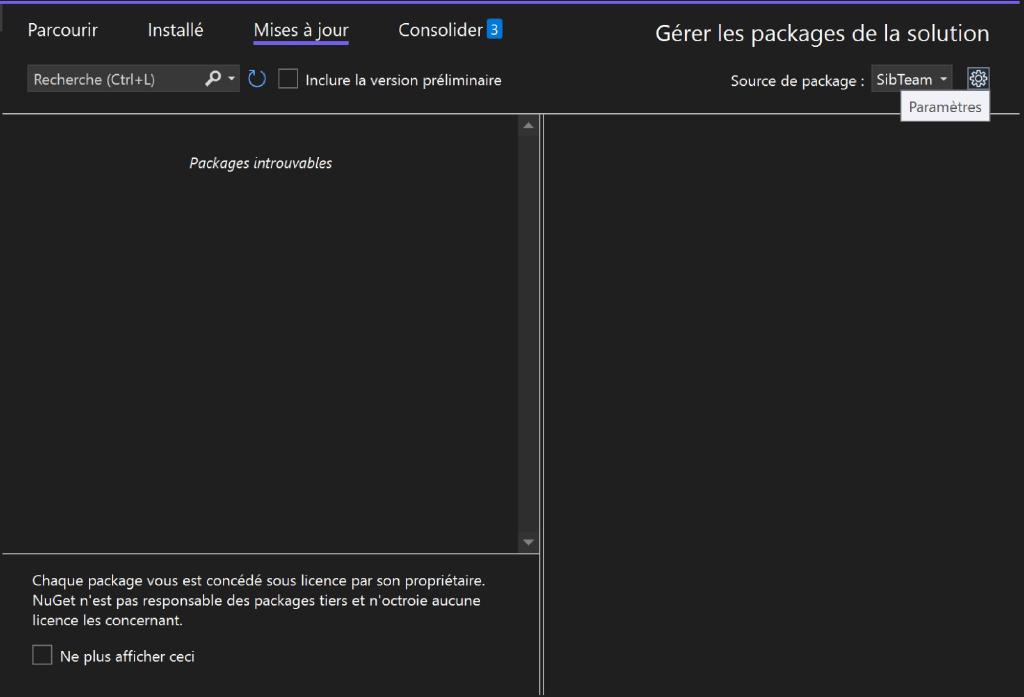 Parcourir Installé Mises à jour Consolider 3
Gérer les packages de la solution
Recherche (Ctrl+L) Inclure la version préliminaire
Source de package : SibTeam
Paramètres
Packages introuvables
Chaque package vous est concédé sous licence par son propriétaire.
NuGet n'est pas responsable des packages tiers et n'octroie aucune
licence les concernant.
Ne plus afficher ceci